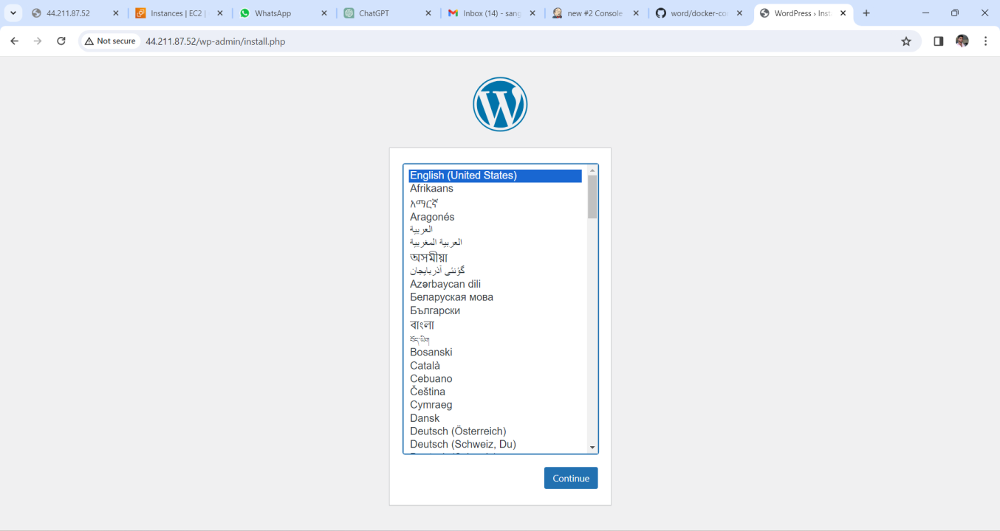 44.211.87.52
Instances | EC2 |
WhatsApp
ChatGPT
Inbox (14) - sang
new #2 Console
word/docker-co
WordPress › Inst
Not secure
44.211.87.52/wp-admin/install.php
English (United States)
Afrikaans
አማርኛ
Aragonés
العربية
العربية المغربية
অসমীয়া
گؤنئی آذربایجان
Azərbaycan dili
Беларуская мова
Български
বাংলা
བོད་ཡིག
Bosanski
Català
Cebuano
Čeština
Cymraeg
Dansk
Deutsch (Österreich)
Deutsch (Schweiz, Du)
Continue